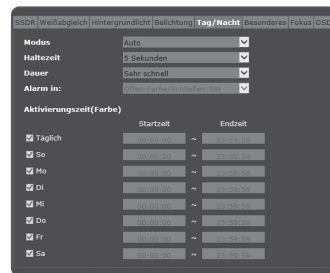 SSDR Weißabgleich Hintergrundlicht Belichtung Tag/Nacht Besonderes Fokus OSD
Modus Auto
Haltezeit 5 Sekunden
Dauer Sehr schnell
Alarm in: Offen:Farbe/Schließen:BW
Aktivierungszeit(Farbe)
Startzeit Endzeit
Täglich 00:00:00 ~ 23:59:59
So 00:00:00 ~ 23:59:59
Mo 00:00:00 ~ 23:59:59
Di 00:00:00 ~ 23:59:59
Mi 00:00:00 ~ 23:59:59
Do 00:00:00 ~ 23:59:59
Fr 00:00:00 ~ 23:59:59
Sa 00:00:00 ~ 23:59:59